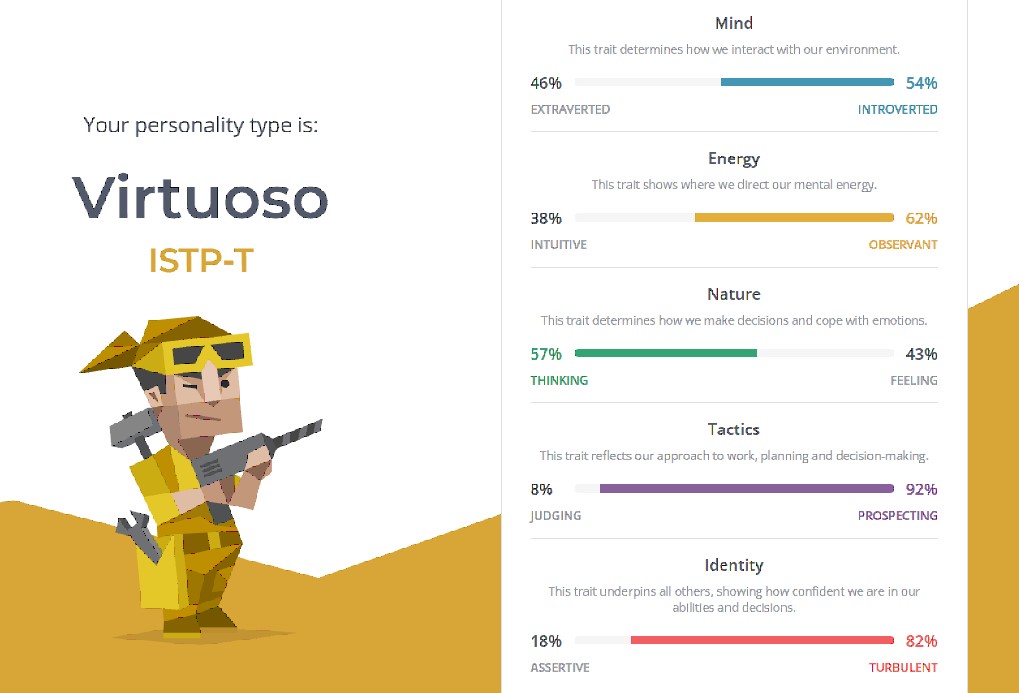 Your personality type is:
Virtuoso
ISTP-T
Mind
This trait determines how we interact with our environment.
46% 54%
EXTRAVERTED INTROVERTED
Energy
This trait shows where we direct our mental energy.
38% 62%
INTUITIVE OBSERVANT
Nature
This trait determines how we make decisions and cope with emotions.
57% 43%
THINKING FEELING
Tactics
This trait reflects our approach to work, planning and decision-making.
8% 92%
JUDGING PROSPECTING
Identity
This trait underpins all others, showing how confident we are in our
abilities and decisions.
18% 82%
ASSERTIVE TURBULENT